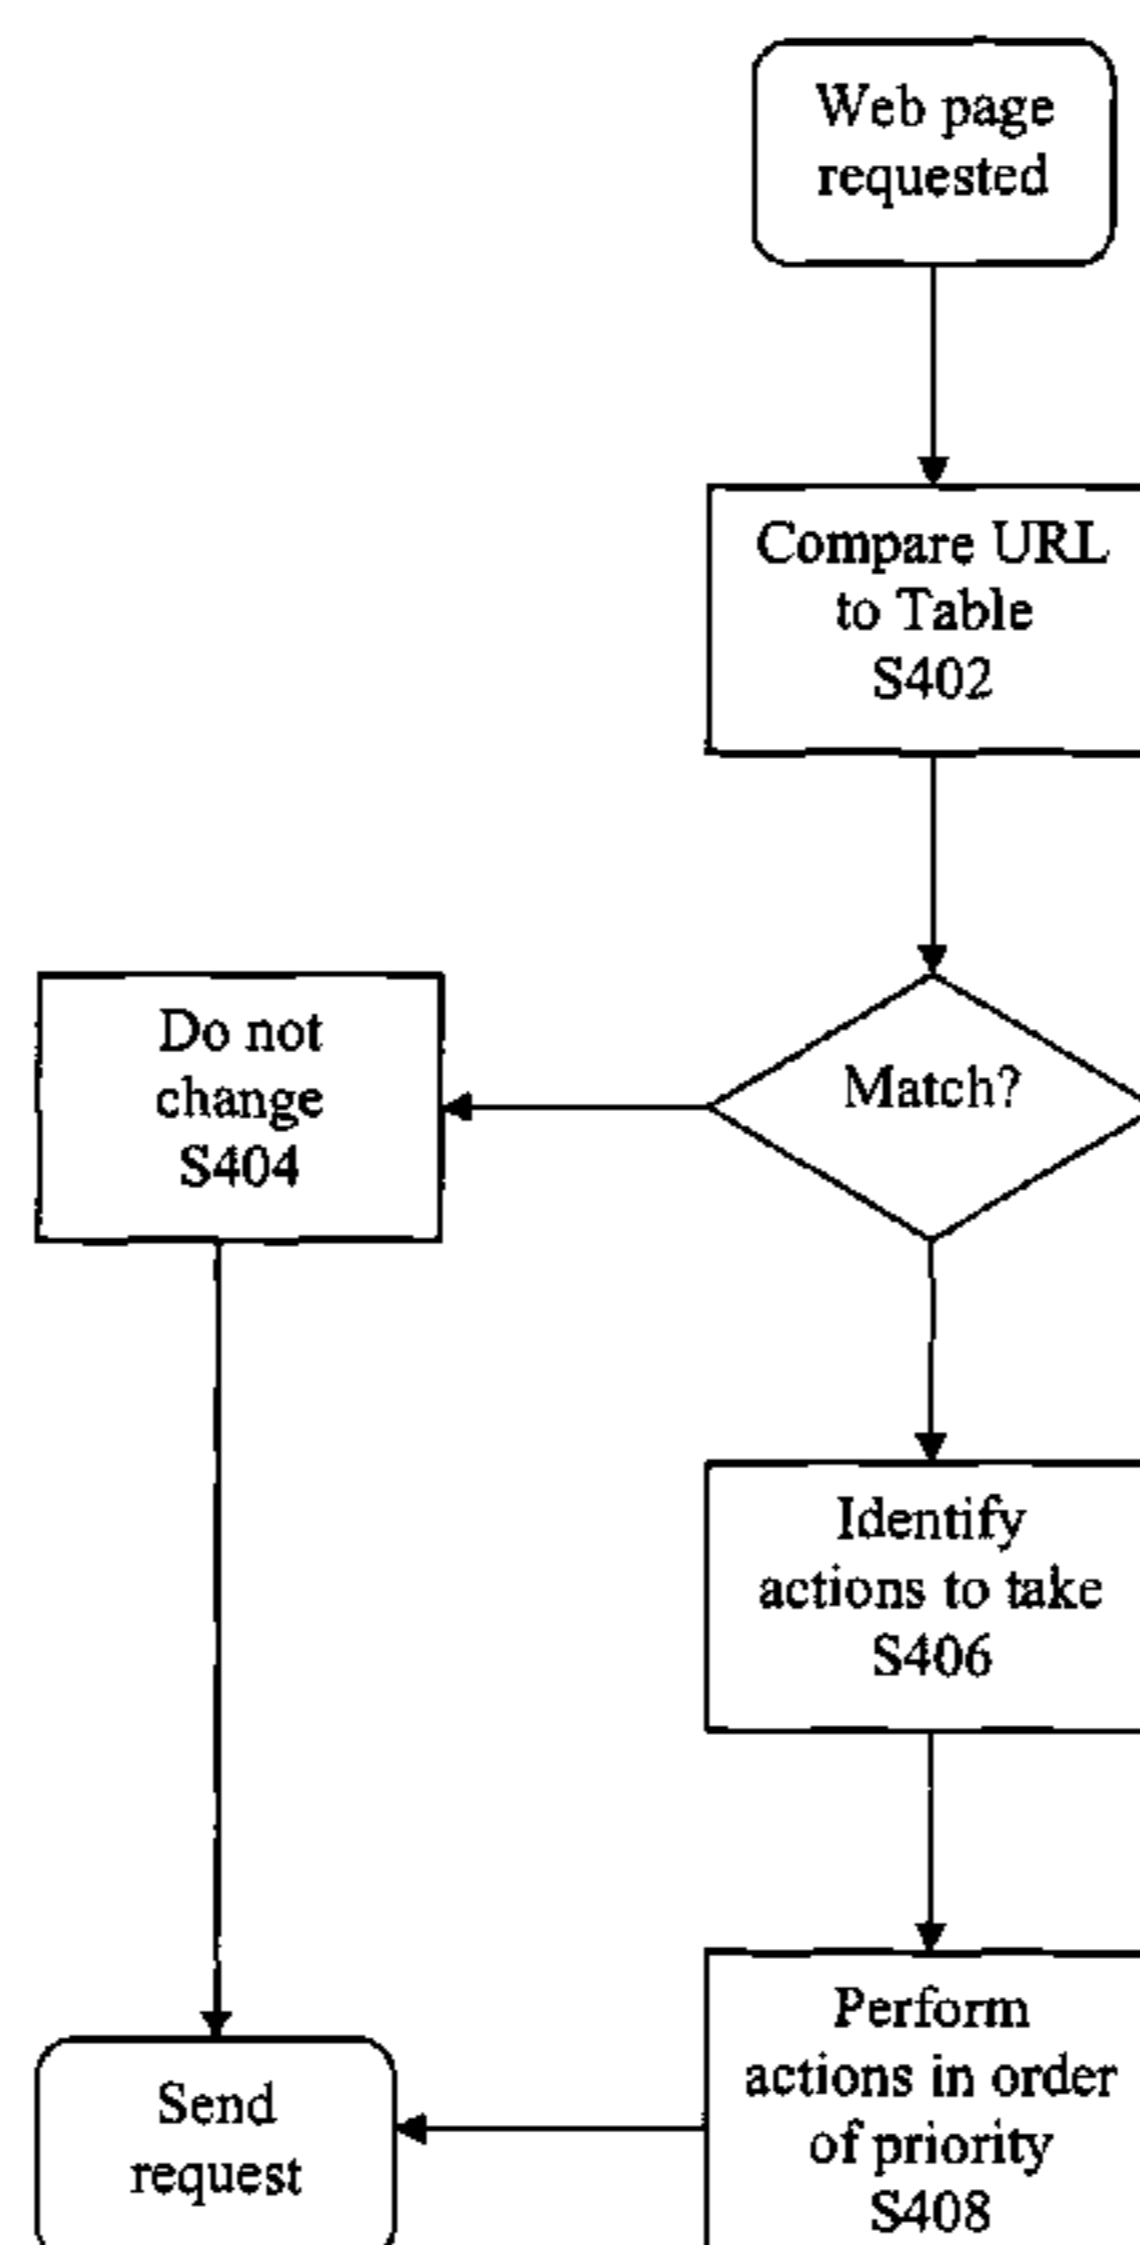 Web page
requested
Compare URL
to Table
S402
Match?
Do not
change
S404
Identify
actions to take
S406
Perform
actions in order
of priority
S408
Send
request